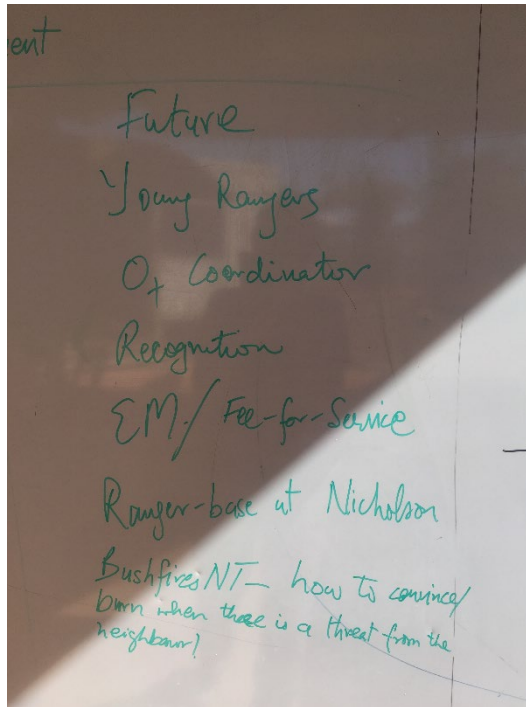 ent
Future
Young Rangers
O+ Coordinator
Recognition
EM/ Fee-for-Service
Ranger-base at Nicholson
BushfiresNT - how to convince/
burn when there is a threat from the
neighbour?